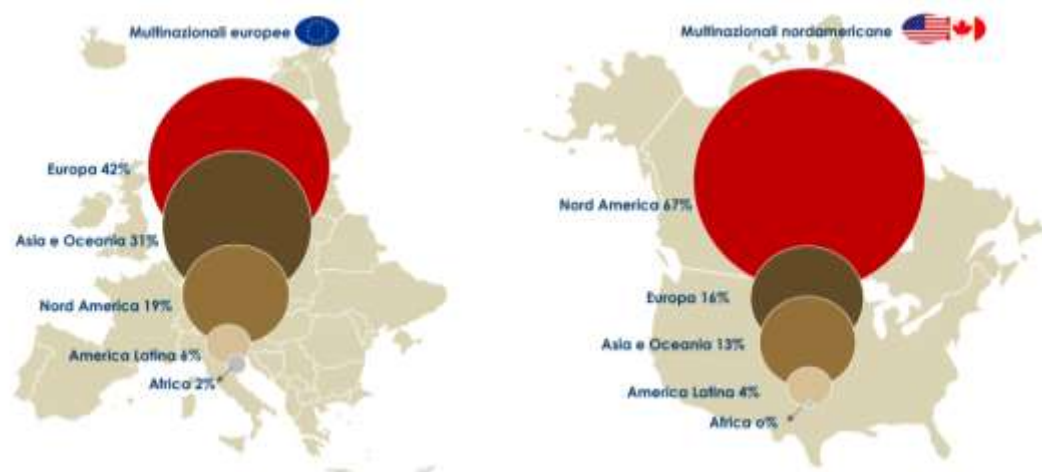 Multinazionali europee
Europa 42%
Asia e Oceania 31%
Nord America 19%
America Latina 6%
Africa 2%*
Multinazionali nordamericane
Nord America 67%
Europa 16%
Asia e Oceania 13%
America Latina 4%
* Africa 0%